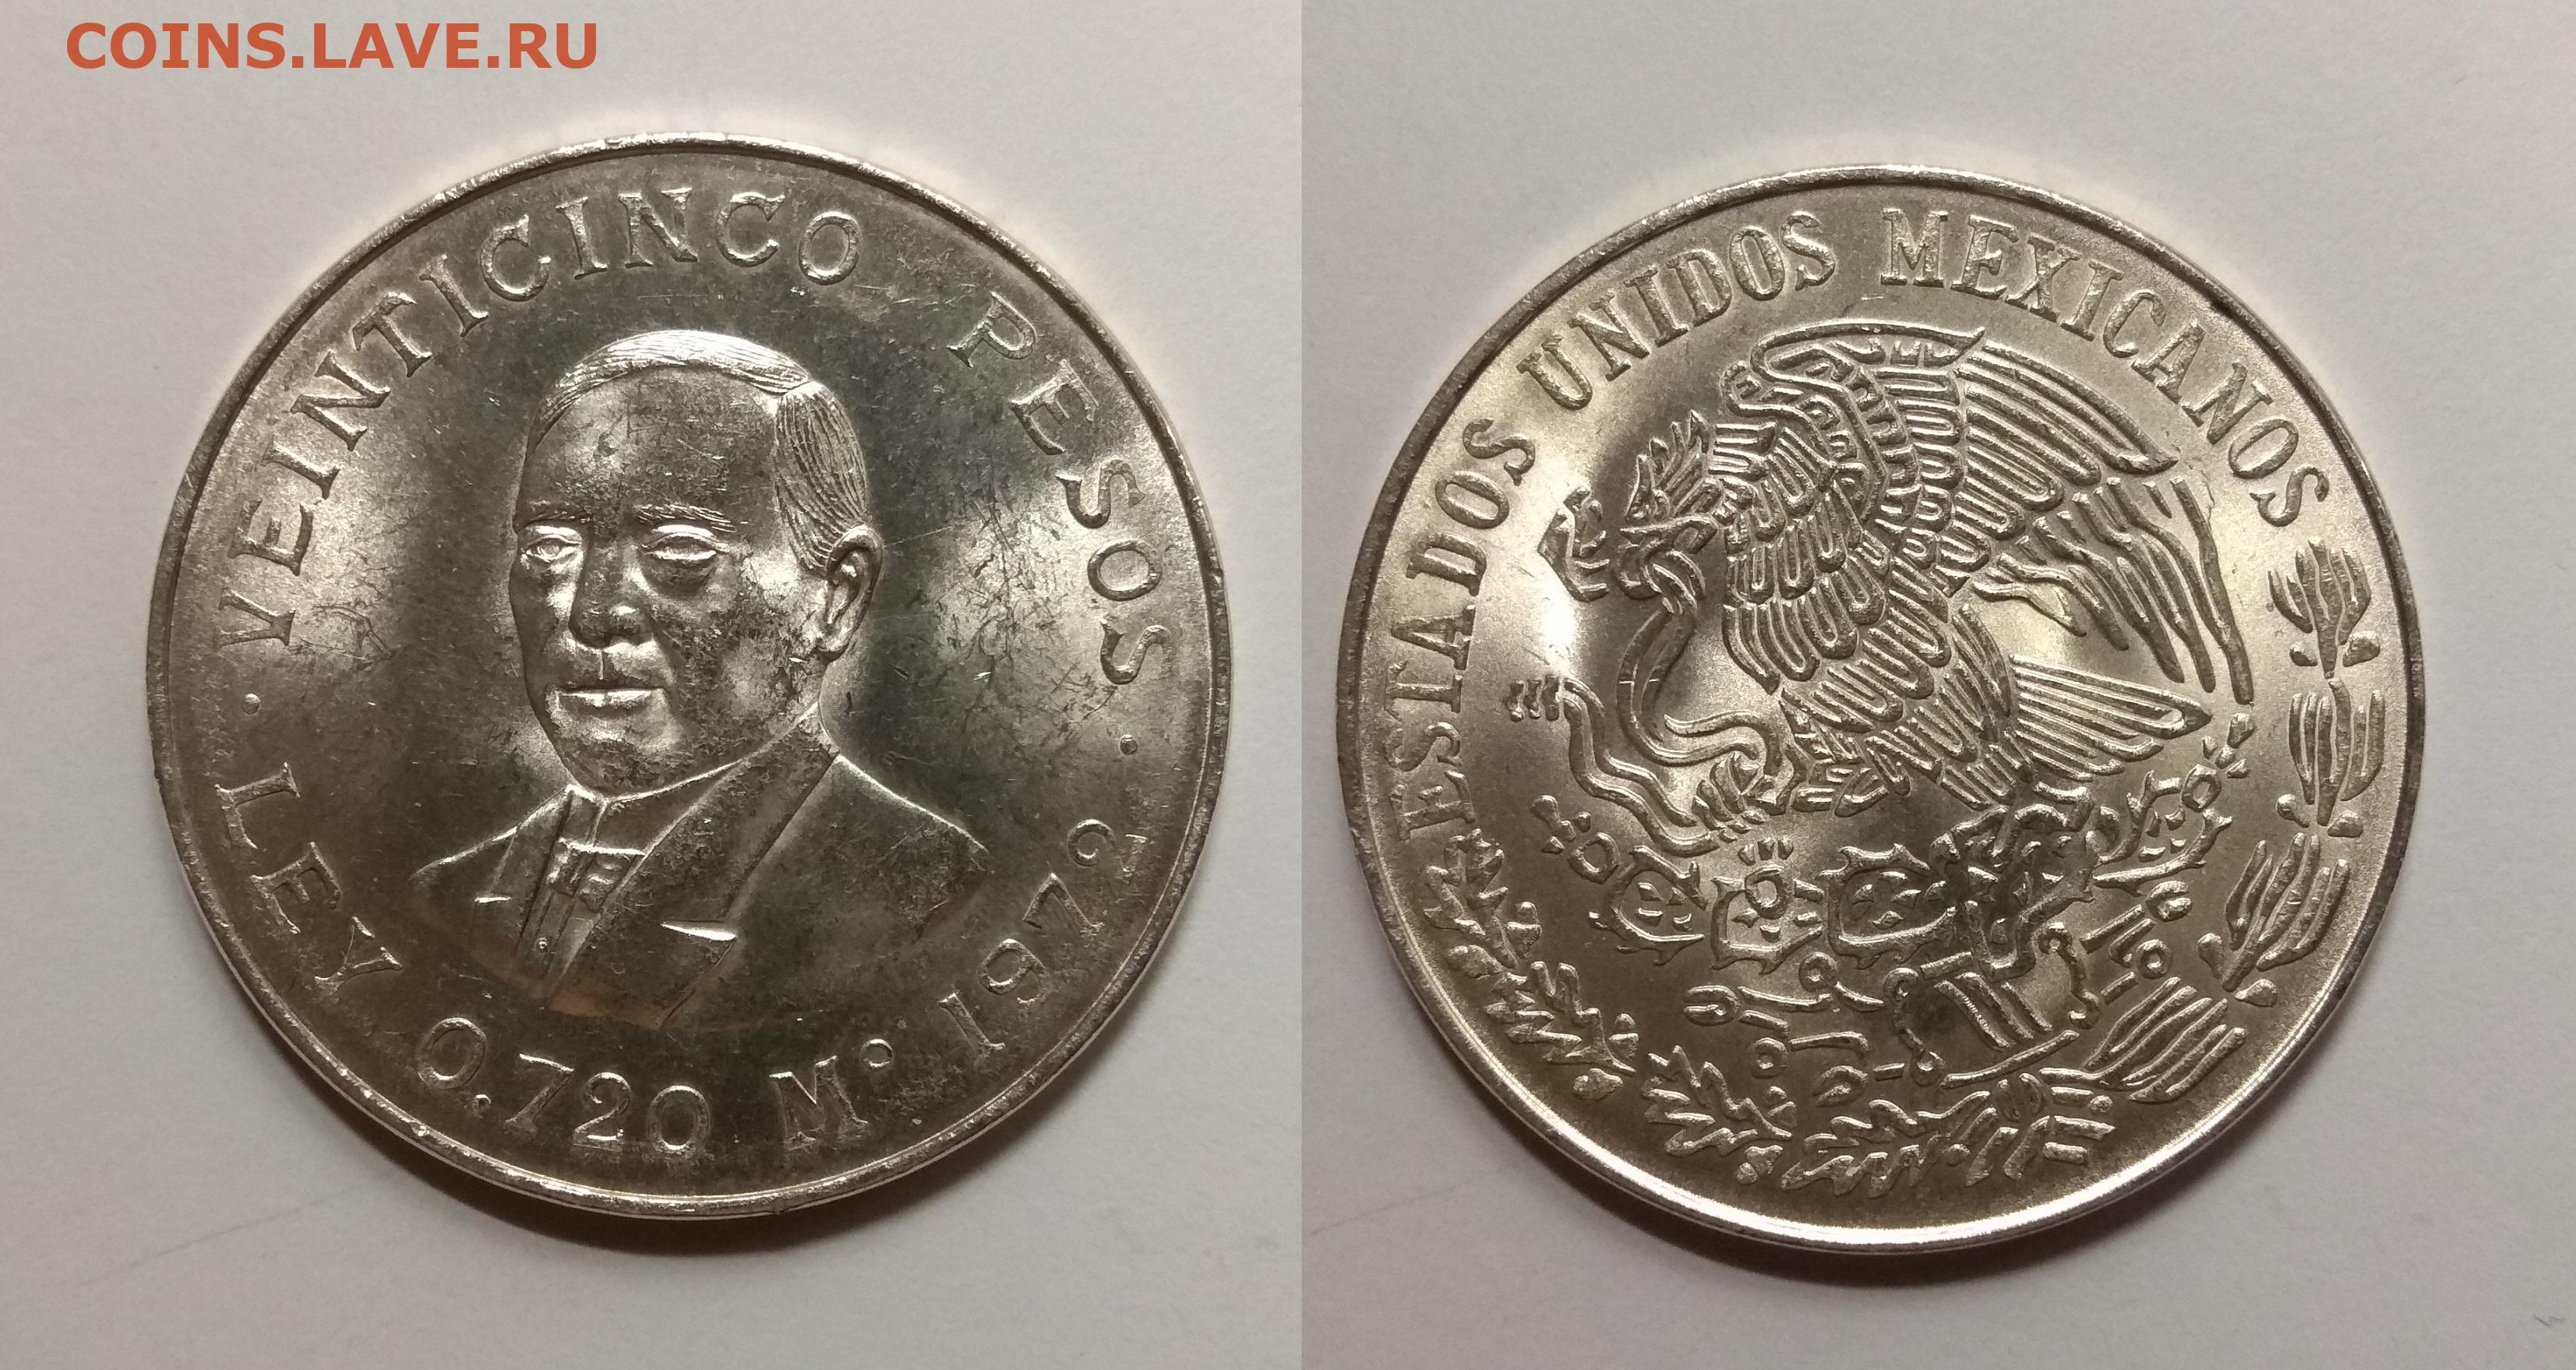 COINS.LAVE.RU
VEINTICINCO PESOS
LEY 0.720 Mº 1972
ESTADOS UNIDOS MEXICANOS